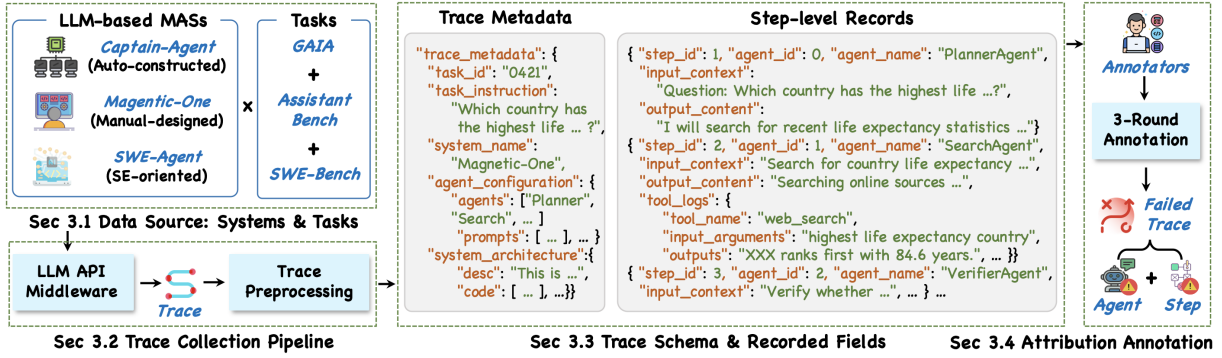 LLM-based MASs
Captain-Agent
(Auto-constructed)
Magentic-One
(Manual-designed)
SWE-Agent
(SE-oriented)
x
Tasks
GAIA
+
Assistant
Bench
+
SWE-Bench
Sec 3.1 Data Source: Systems & Tasks
LLM API
Middleware
Trace
Trace
Preprocessing
Sec 3.2 Trace Collection Pipeline
Trace Metadata
"trace_metadata": {
"task_id": "0421",
"task_instruction":
"Which country has
the highest life ... ?",
"system_name":
"Magnetic-One",
"agent_configuration": {
"agents": ["Planner",
"Search", ... ]
"prompts": [ ... ], ... }
"system_architecture":{
"desc": "This is ...",
"code": [ ... ], ...}}
Step-level Records
{ "step_id": 1, "agent_id": 0, "agent_name": "PlannerAgent",
"input_context":
"Question: Which country has the highest life ...?",
"output_content":
"I will search for recent life expectancy statistics ..."}
{ "step_id": 2, "agent_id": 1, "agent_name": "SearchAgent",
"input_context": "Search for country life expectancy ...",
"output_content": "Searching online sources ...",
"tool_logs": {
"tool_name": "web_search",
"input_arguments": "highest life expectancy country",
"outputs": "XXX ranks first with 84.6 years.", ... }}
{ "step_id": 3, "agent_id": 2, "agent_name": "VerifierAgent",
"input_context": "Verify whether ...", ... } ...
Sec 3.3 Trace Schema & Recorded Fields
Annotators
3-Round
Annotation
Failed
Trace
Agent
+
Step
Sec 3.4 Attribution Annotation